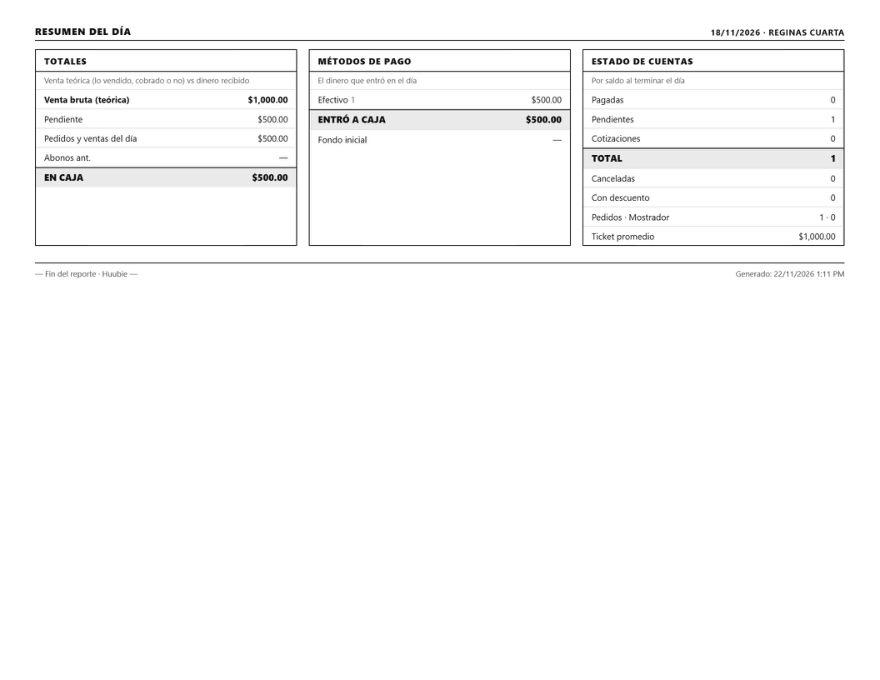 RESUMEN DEL DÍA
18/11/2026 · REGINAS CUARTA
TOTALES
Venta teórica (lo vendido, cobrado o no) vs dinero recibido
Venta bruta (teórica) $1,000.00
Pendiente $500.00
Pedidos y ventas del día $500.00
Abonos ant. —
EN CAJA $500.00
MÉTODOS DE PAGO
El dinero que entró en el día
Efectivo 1 $500.00
ENTRÓ A CAJA $500.00
Fondo inicial —
ESTADO DE CUENTAS
Por saldo al terminar el día
Pagadas 0
Pendientes 1
Cotizaciones 0
TOTAL 1
Canceladas 0
Con descuento 0
Pedidos · Mostrador 1 · 0
Ticket promedio $1,000.00
— Fin del reporte · Huubie —
Generado: 22/11/2026 1:11 PM